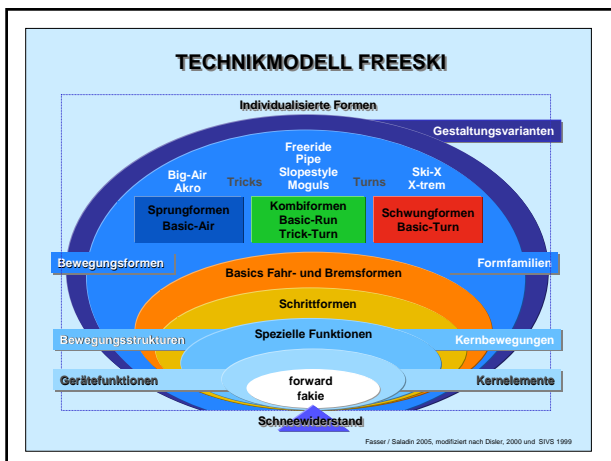 TECHNIKMODELL FREESKI
Individualisierte Formen
Gestaltungsvarianten
Freeride
Pipe
Slopestyle
Moguls
Big-Air
Akro
Tricks
Turns
Ski-X
X-trem
Sprungformen
Basic-Air
Kombiformen
Basic-Run
Trick-Turn
Schwungformen
Basic-Turn
Bewegungsformen
Formfamilien
Basics Fahr- und Bremsformen
Schrittformen
Bewegungsstrukturen
Spezielle Funktionen
Kernbewegungen
Gerätefunktionen
forward
fakie
Kernelemente
Schneewiderstand
Fasser / Saladin 2005, modifiziert nach Disler, 2000 und SIVS 1999